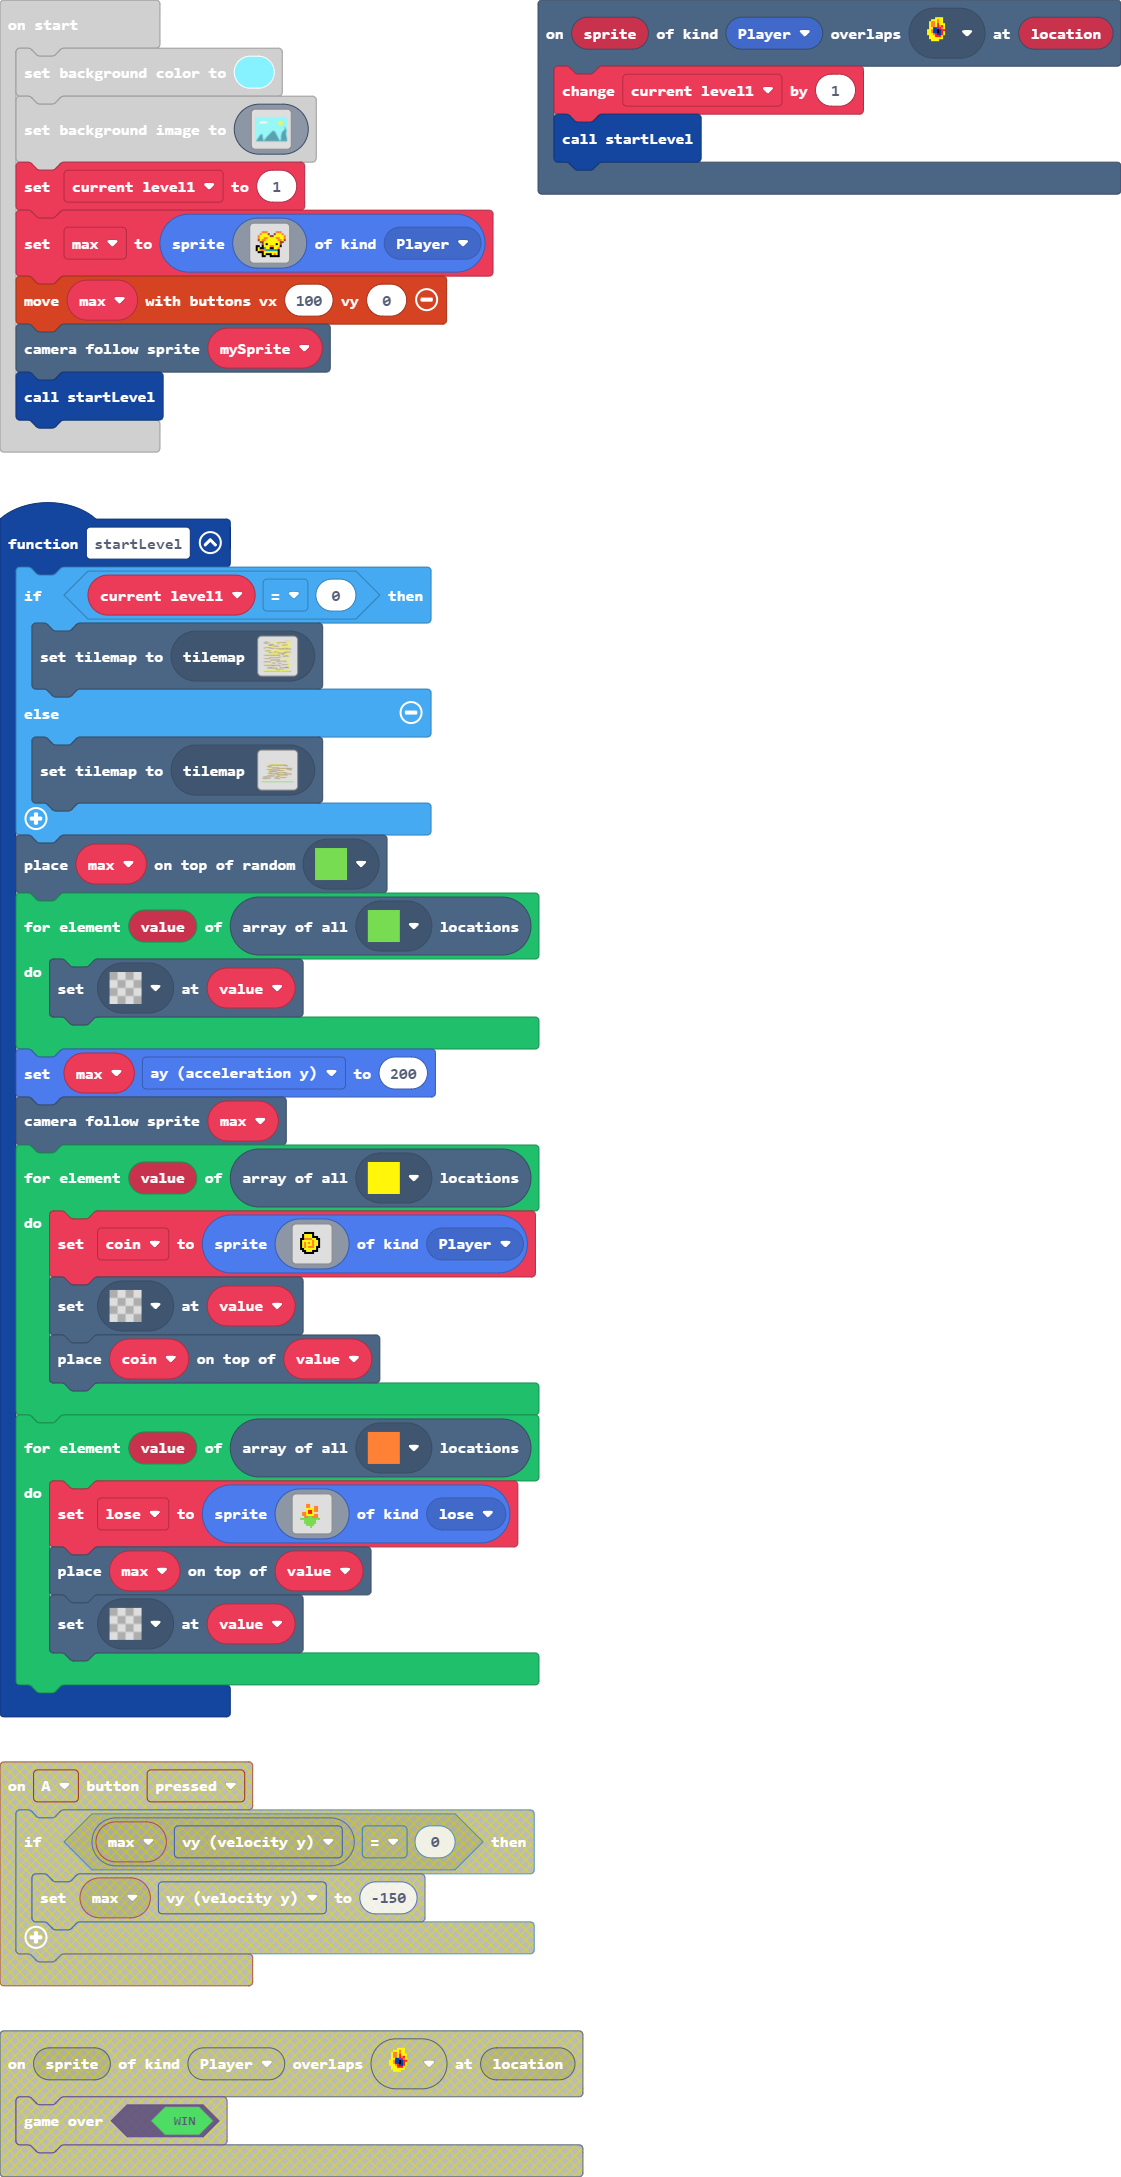 on start
set background color to
set background image to
set current level1 to 1
set max to sprite of kind Player
move max with buttons vx 100 vy 0
camera follow sprite mySprite
call startLevel
on sprite of kind Player overlaps at location
change current level1 by 1
call startLevel
function startLevel
if current level1 = 0 then
set tilemap to tilemap
else
set tilemap to tilemap
place max on top of random
for element value of array of all locations
do
set at value
set max ay (acceleration y) to 200
camera follow sprite max
for element value of array of all locations
do
set coin to sprite of kind Player
set at value
place coin on top of value
for element value of array of all locations
do
set lose to sprite of kind lose
place max on top of value
set at value
on A button pressed
if max vy (velocity y) = 0 then
set max vy (velocity y) to -150
on sprite of kind Player overlaps at location
game over WIN